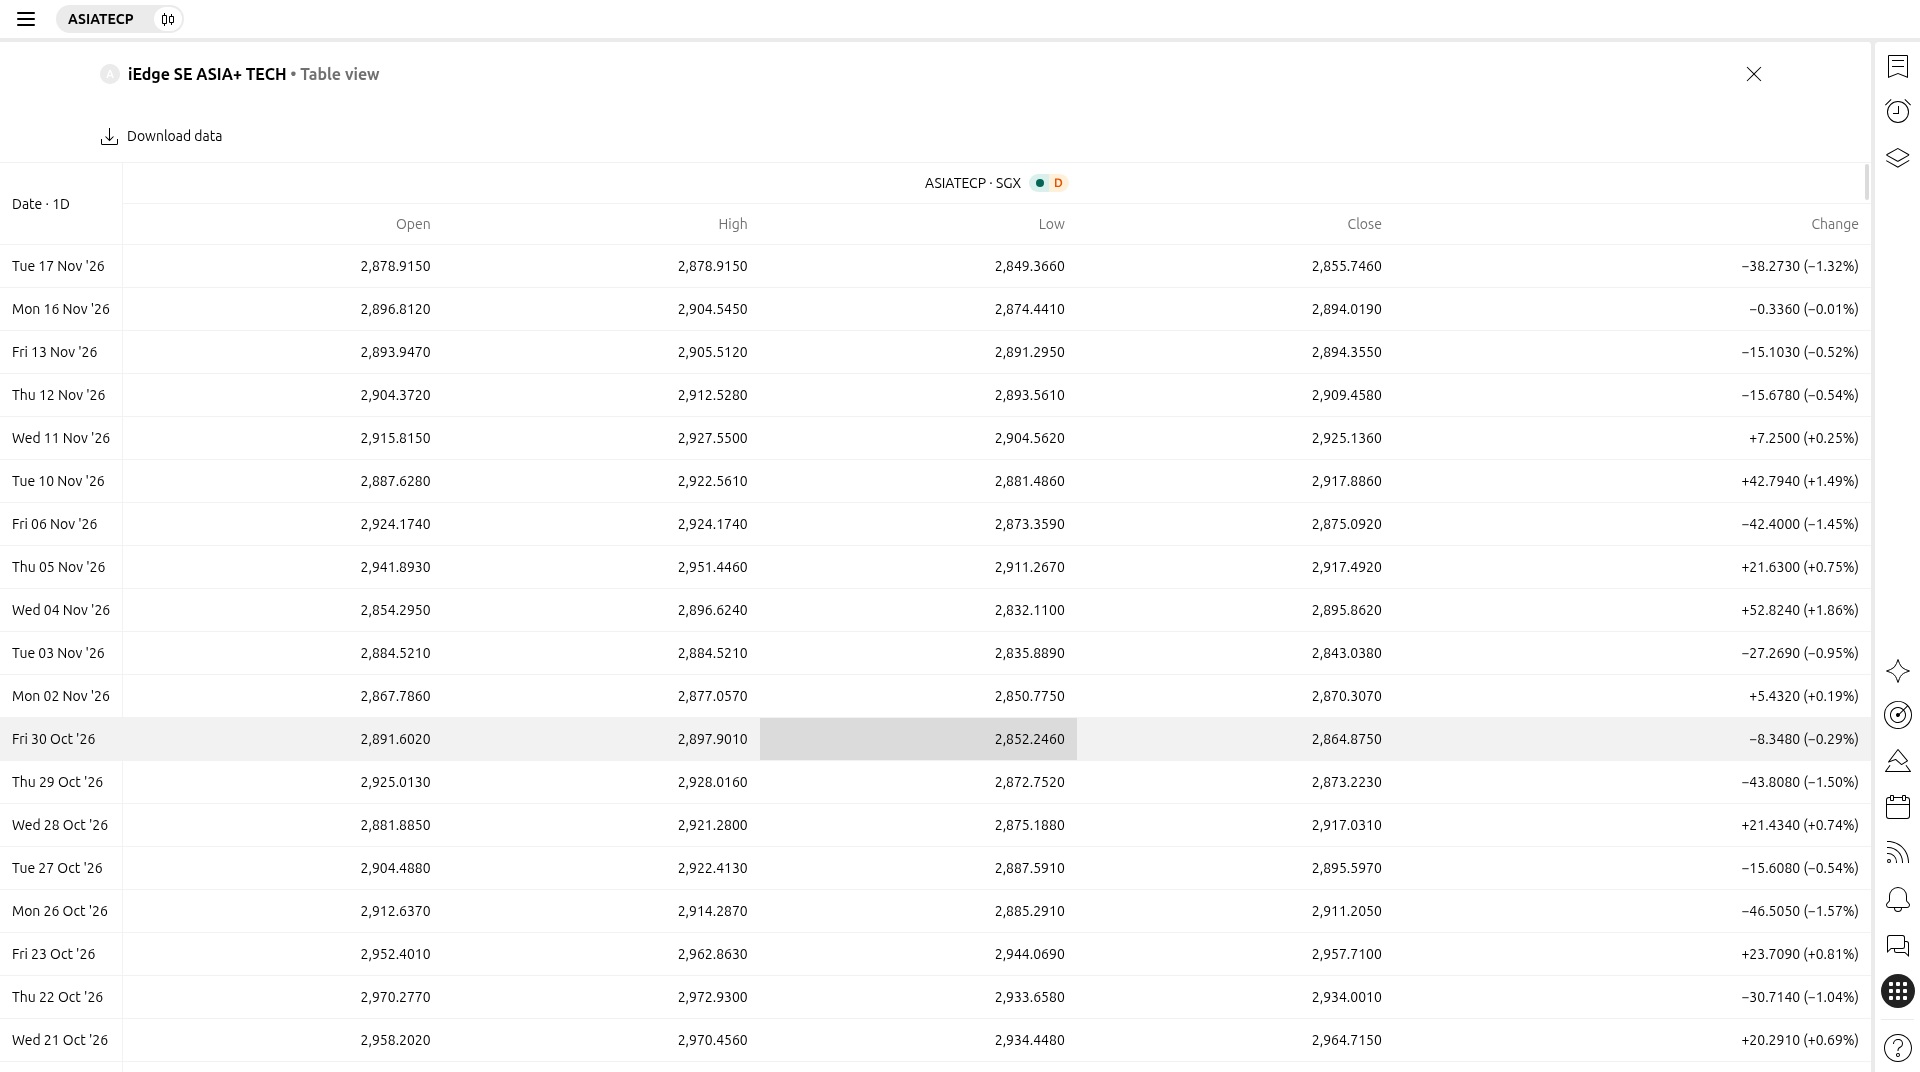 ASIATECP
A iEdge SE ASIA+ TECH • Table view
Download data
ASIATECP · SGX D
Date · 1D
Open High Low Close Change
Tue 17 Nov '26 2,878.9150 2,878.9150 2,849.3660 2,855.7460 −38.2730 (−1.32%)
Mon 16 Nov '26 2,896.8120 2,904.5450 2,874.4410 2,894.0190 −0.3360 (−0.01%)
Fri 13 Nov '26 2,893.9470 2,905.5120 2,891.2950 2,894.3550 −15.1030 (−0.52%)
Thu 12 Nov '26 2,904.3720 2,912.5280 2,893.5610 2,909.4580 −15.6780 (−0.54%)
Wed 11 Nov '26 2,915.8150 2,927.5500 2,904.5620 2,925.1360 +7.2500 (+0.25%)
Tue 10 Nov '26 2,887.6280 2,922.5610 2,881.4860 2,917.8860 +42.7940 (+1.49%)
Fri 06 Nov '26 2,924.1740 2,924.1740 2,873.3590 2,875.0920 −42.4000 (−1.45%)
Thu 05 Nov '26 2,941.8930 2,951.4460 2,911.2670 2,917.4920 +21.6300 (+0.75%)
Wed 04 Nov '26 2,854.2950 2,896.6240 2,832.1100 2,895.8620 +52.8240 (+1.86%)
Tue 03 Nov '26 2,884.5210 2,884.5210 2,835.8890 2,843.0380 −27.2690 (−0.95%)
Mon 02 Nov '26 2,867.7860 2,877.0570 2,850.7750 2,870.3070 +5.4320 (+0.19%)
Fri 30 Oct '26 2,891.6020 2,897.9010 2,852.2460 2,864.8750 −8.3480 (−0.29%)
Thu 29 Oct '26 2,925.0130 2,928.0160 2,872.7520 2,873.2230 −43.8080 (−1.50%)
Wed 28 Oct '26 2,881.8850 2,921.2800 2,875.1880 2,917.0310 +21.4340 (+0.74%)
Tue 27 Oct '26 2,904.4880 2,922.4130 2,887.5910 2,895.5970 −15.6080 (−0.54%)
Mon 26 Oct '26 2,912.6370 2,914.2870 2,885.2910 2,911.2050 −46.5050 (−1.57%)
Fri 23 Oct '26 2,952.4010 2,962.8630 2,944.0690 2,957.7100 +23.7090 (+0.81%)
Thu 22 Oct '26 2,970.2770 2,972.9300 2,933.6580 2,934.0010 −30.7140 (−1.04%)
Wed 21 Oct '26 2,958.2020 2,970.4560 2,934.4480 2,964.7150 +20.2910 (+0.69%)